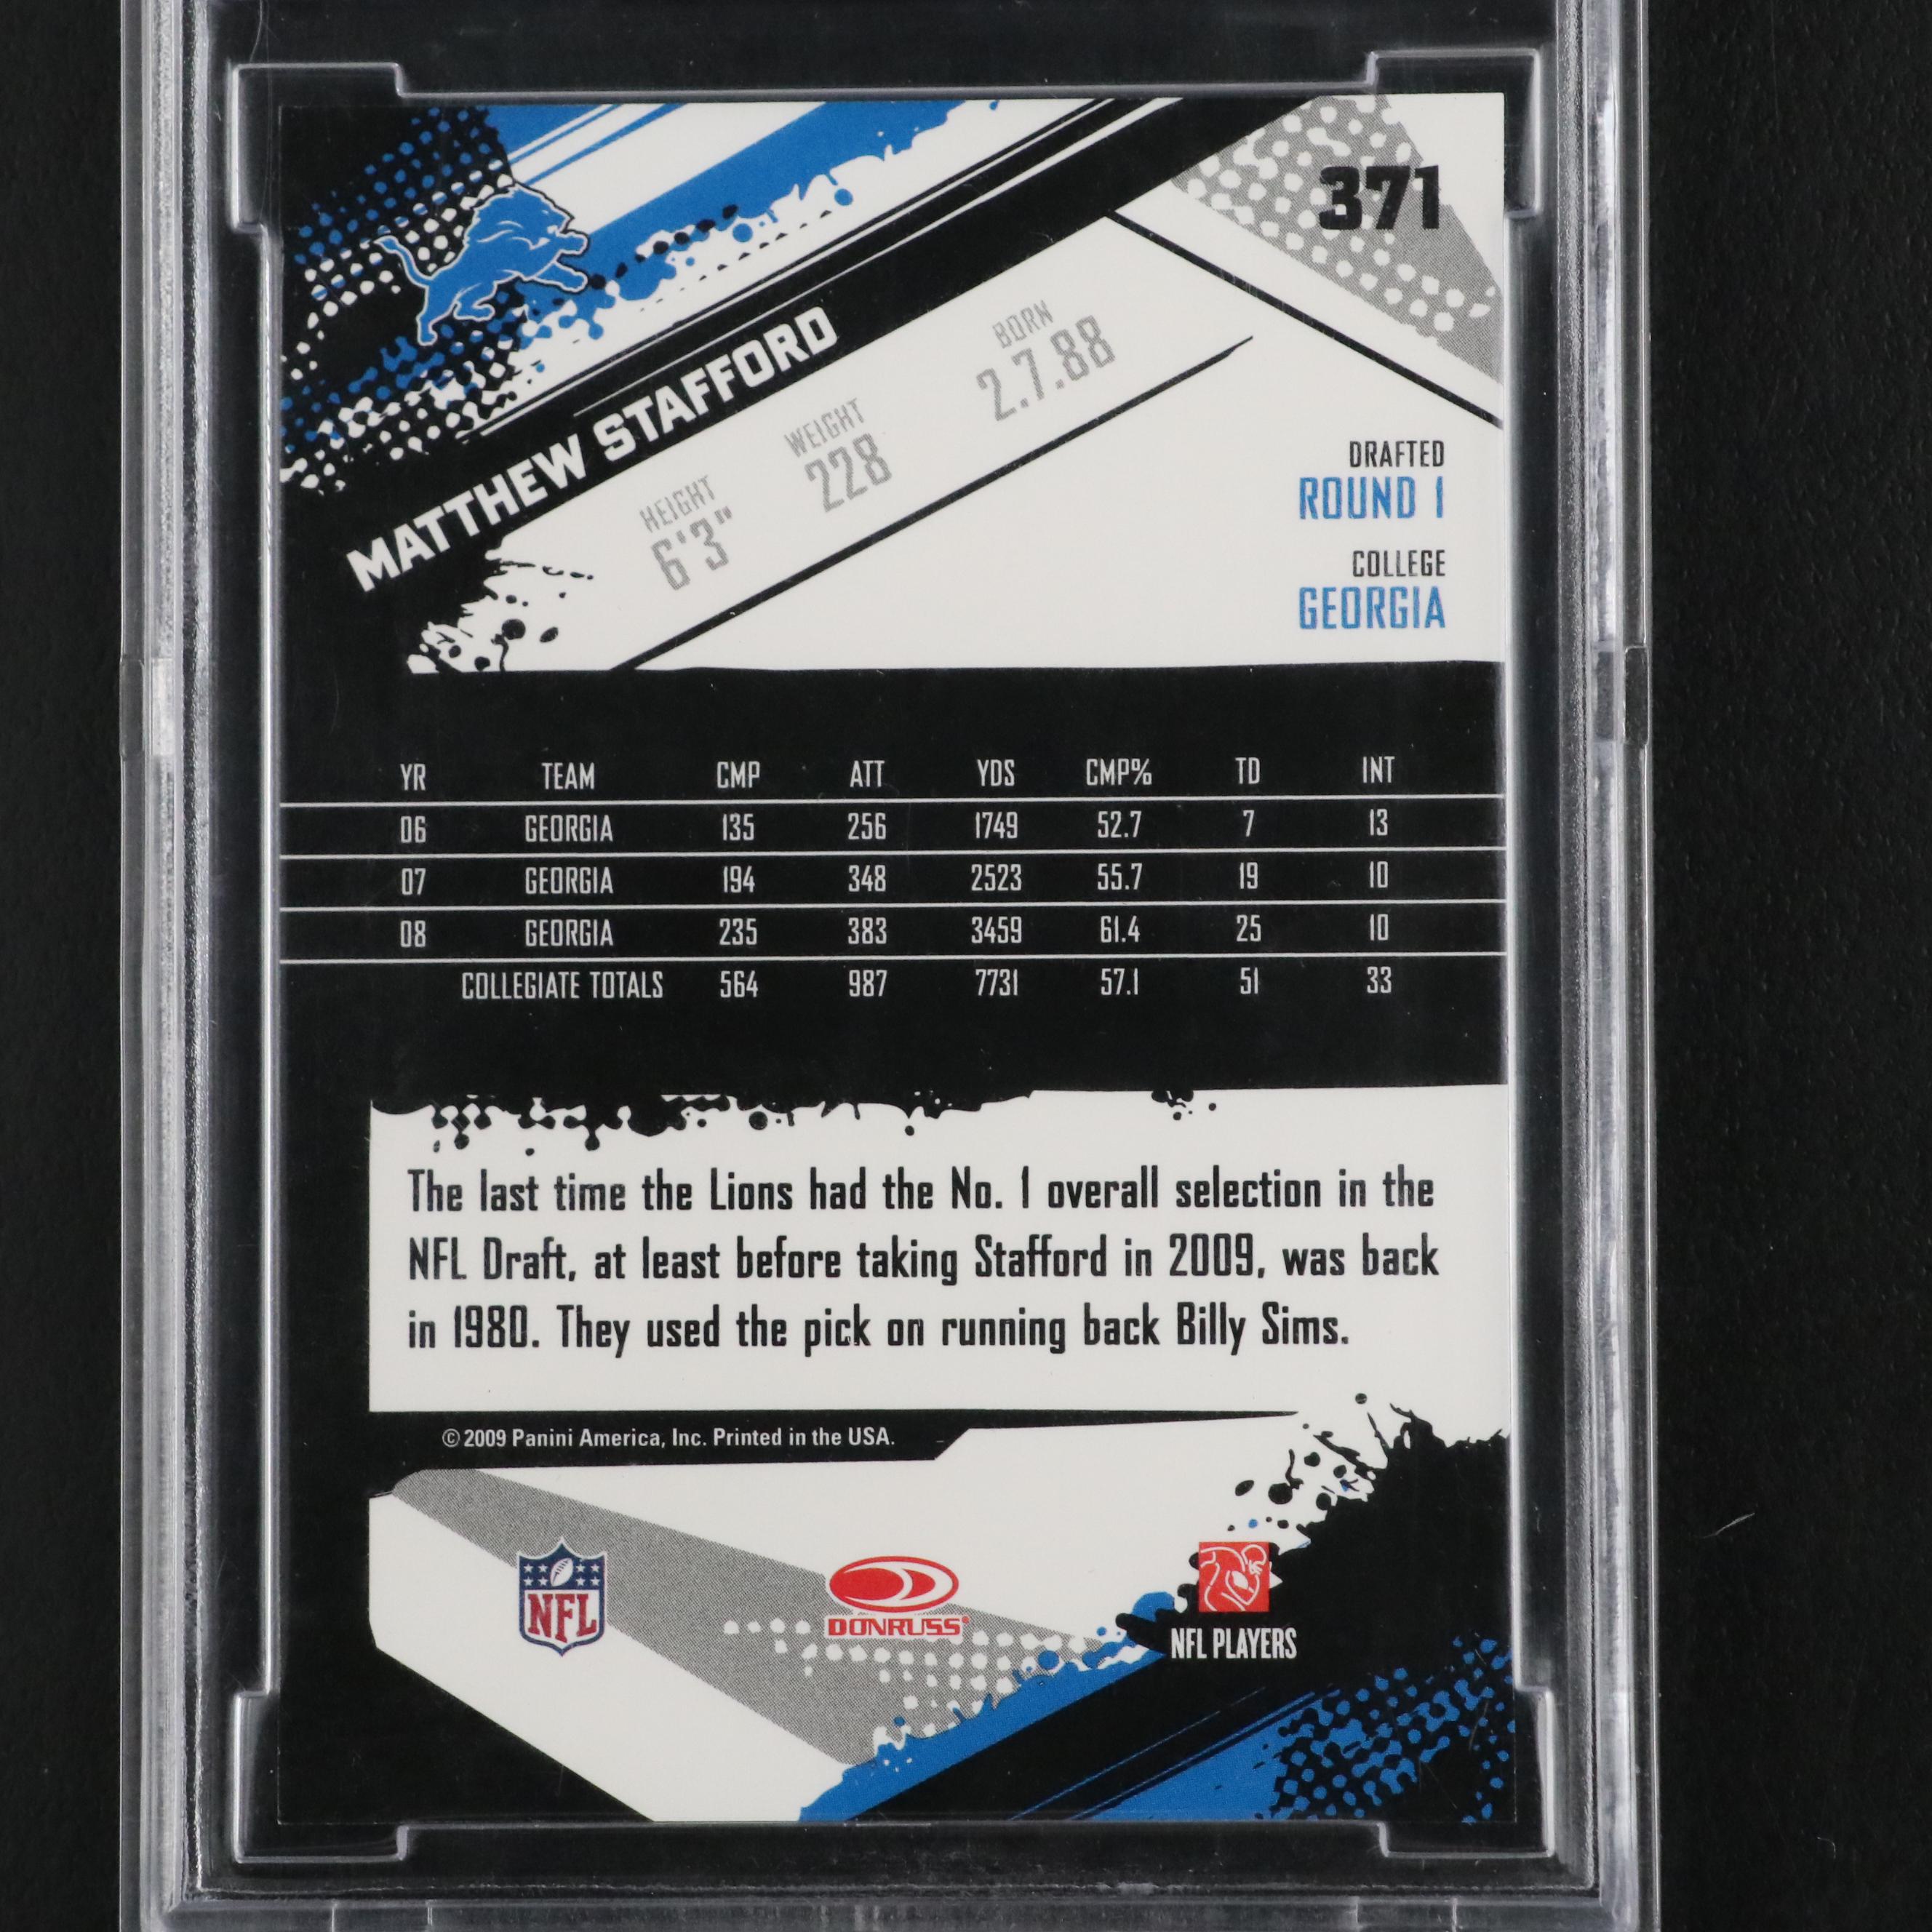 371
MATTHEW STAFFORD
HEIGHT
6'3"
WEIGHT
228
BORN
2.7.88
DRAFTED
ROUND 1
COLLEGE
GEORGIA
YR TEAM CMP ATT YDS CMP% TD INT
06 GEORGIA 135 256 1749 52.7 7 13
07 GEORGIA 194 348 2523 55.7 19 10
08 GEORGIA 235 383 3459 61.4 25 10
COLLEGIATE TOTALS 564 987 7731 57.1 51 33
The last time the Lions had the No. 1 overall selection in the
NFL Draft, at least before taking Stafford in 2009, was back
in 1980. They used the pick on running back Billy Sims.
© 2009 Panini America, Inc. Printed in the USA.
NFL
DONRUSS
NFL PLAYERS